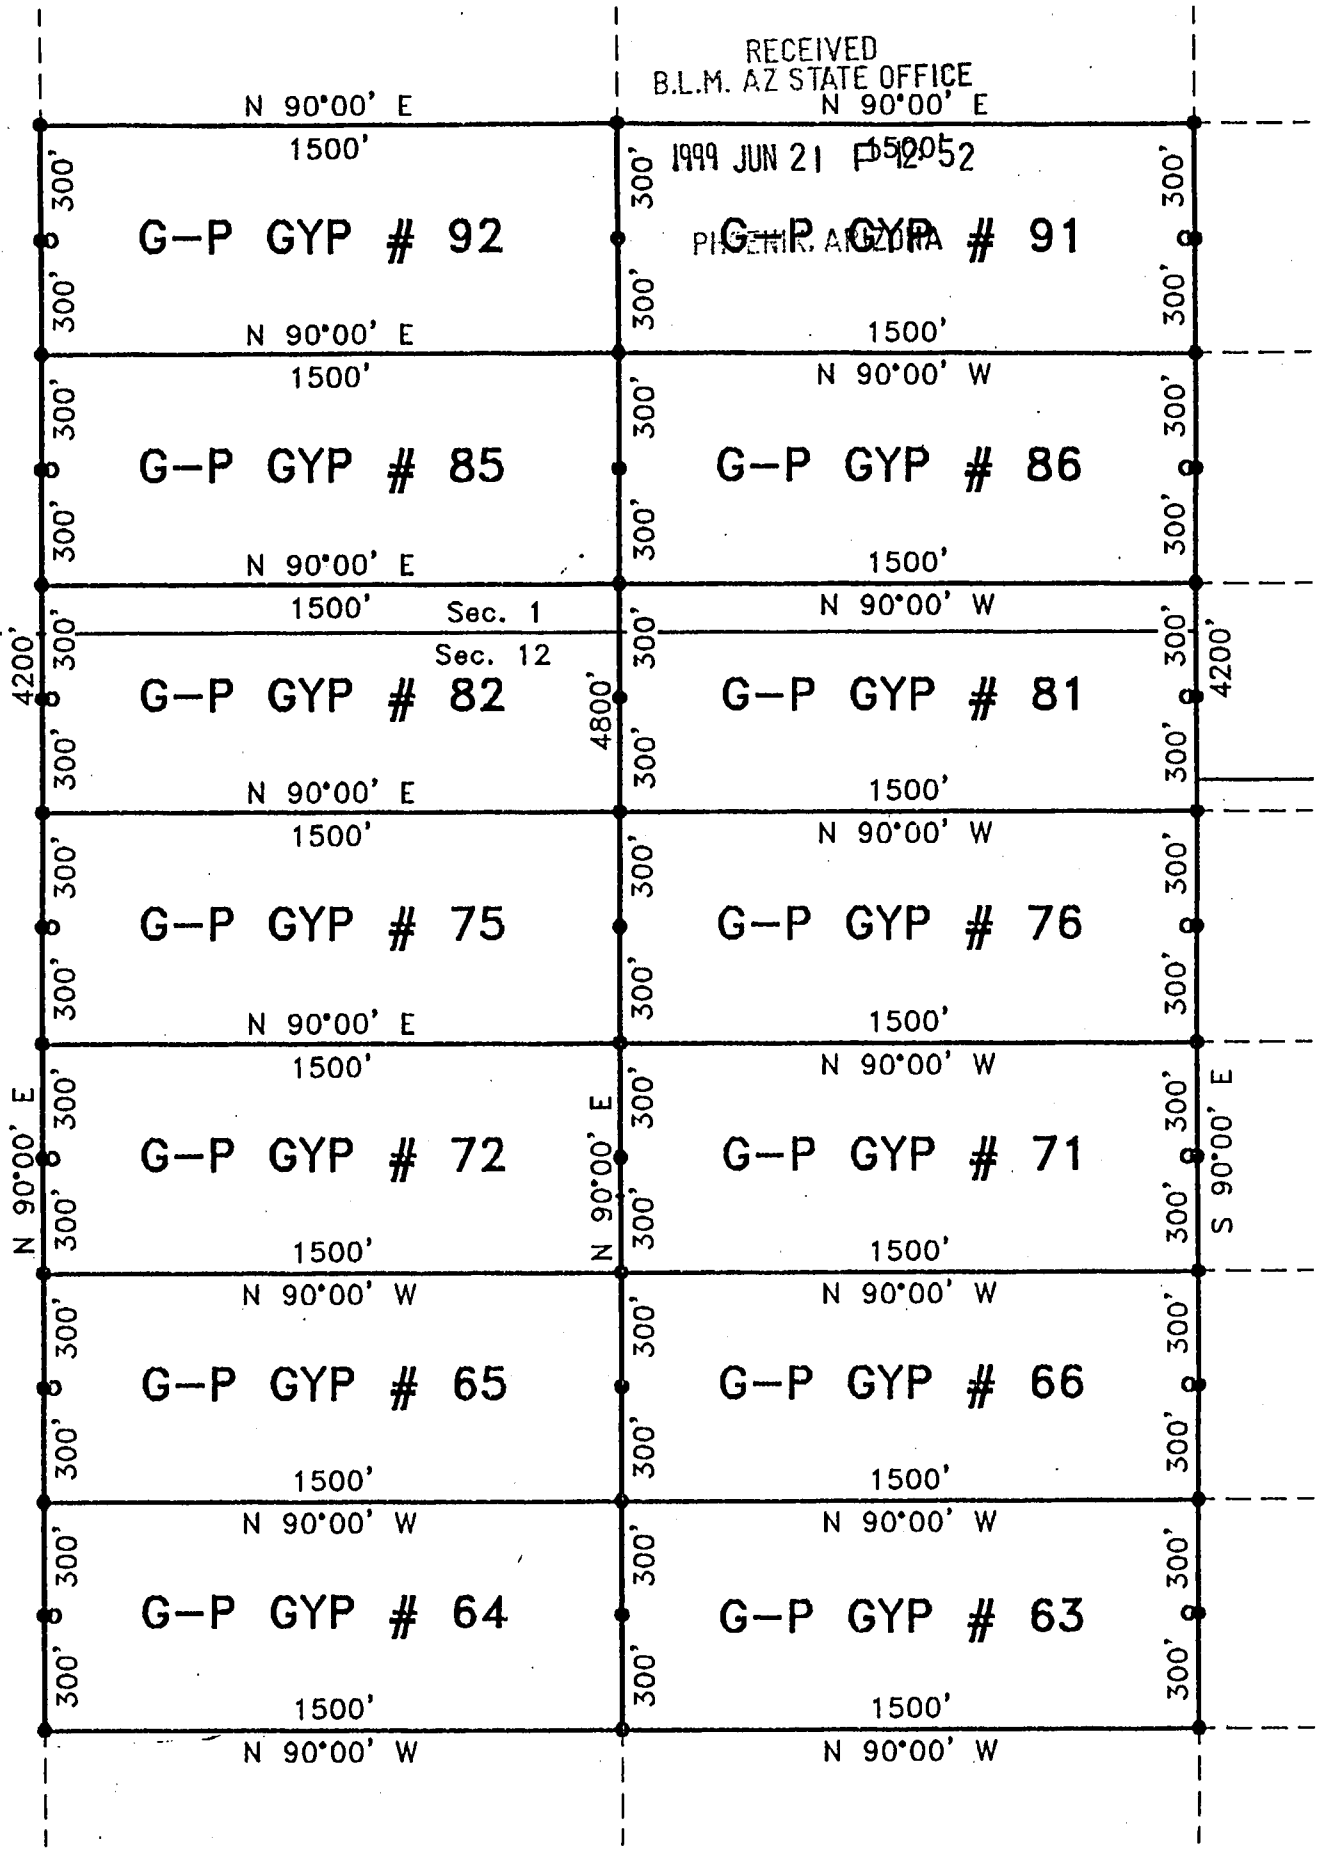 RECEIVED
B.L.M. AZ STATE OFFICE
N 90°00' E N 90°00' E
1500' 1500'
1999 JUN 21 P 12:52
300' 300' 300'
G-P GYP # 92 G-P GYP # 91
PHOENIX, ARIZONA
300' 300' 300'
N 90°00' E 1500'
1500' N 90°00' W
300' 300' 300'
G-P GYP # 85 G-P GYP # 86
300' 300' 300'
N 90°00' E 1500'
1500' Sec. 1 N 90°00' W
300' 300' 300'
Sec. 12
4200' 4800' 4200'
G-P GYP # 82 G-P GYP # 81
300' 300' 300'
N 90°00' E 1500'
1500' N 90°00' W
300' 300' 300'
G-P GYP # 75 G-P GYP # 76
300' 300' 300'
N 90°00' E 1500'
1500' N 90°00' W
300' 300' 300'
N 90°00' E N 90°00' E S 90°00' E
G-P GYP # 72 G-P GYP # 71
300' 300' 300'
1500' 1500'
N 90°00' W N 90°00' W
300' 300' 300'
G-P GYP # 65 G-P GYP # 66
300' 300' 300'
1500' 1500'
N 90°00' W N 90°00' W
300' 300' 300'
G-P GYP # 64 G-P GYP # 63
300' 300' 300'
1500' 1500'
N 90°00' W N 90°00' W